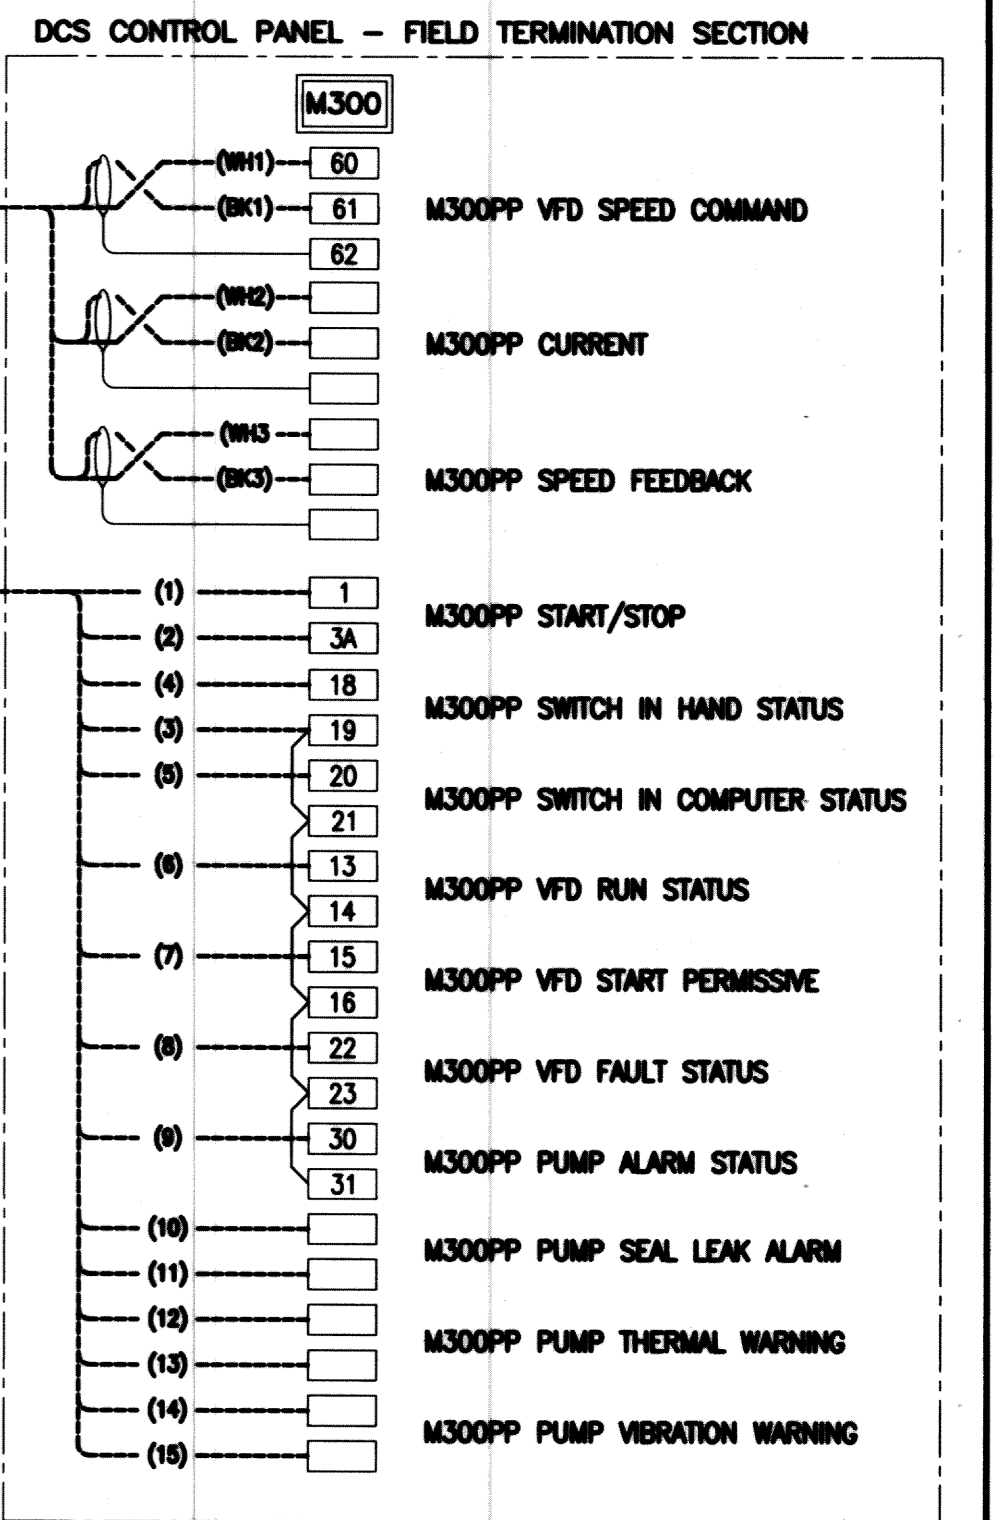 DCS CONTROL PANEL - FIELD TERMINATION SECTION
M300
(WH1) 60
(BK1) 61
M300PP VFD SPEED COMMAND
62
(WH2)
(BK2)
M300PP CURRENT
(WH3
(BK3)
M300PP SPEED FEEDBACK
(1) 1
M300PP START/STOP
(2) 3A
(4) 18
M300PP SWITCH IN HAND STATUS
(3) 19
(5) 20
M300PP SWITCH IN COMPUTER STATUS
21
(6) 13
M300PP VFD RUN STATUS
14
(7) 15
M300PP VFD START PERMISSIVE
16
(8) 22
M300PP VFD FAULT STATUS
23
(9) 30
M300PP PUMP ALARM STATUS
31
(10)
M300PP PUMP SEAL LEAK ALARM
(11)
(12)
M300PP PUMP THERMAL WARNING
(13)
(14)
M300PP PUMP VIBRATION WARNING
(15)